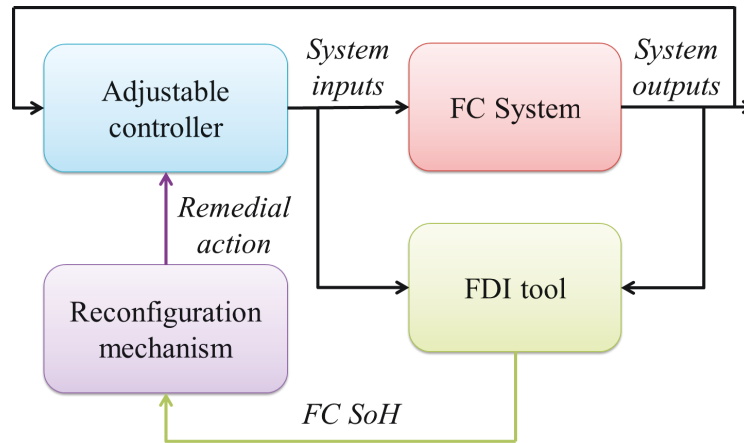 Adjustable
controller
System
inputs
FC System
System
outputs
Remedial
action
FDI tool
Reconfiguration
mechanism
FC SoH